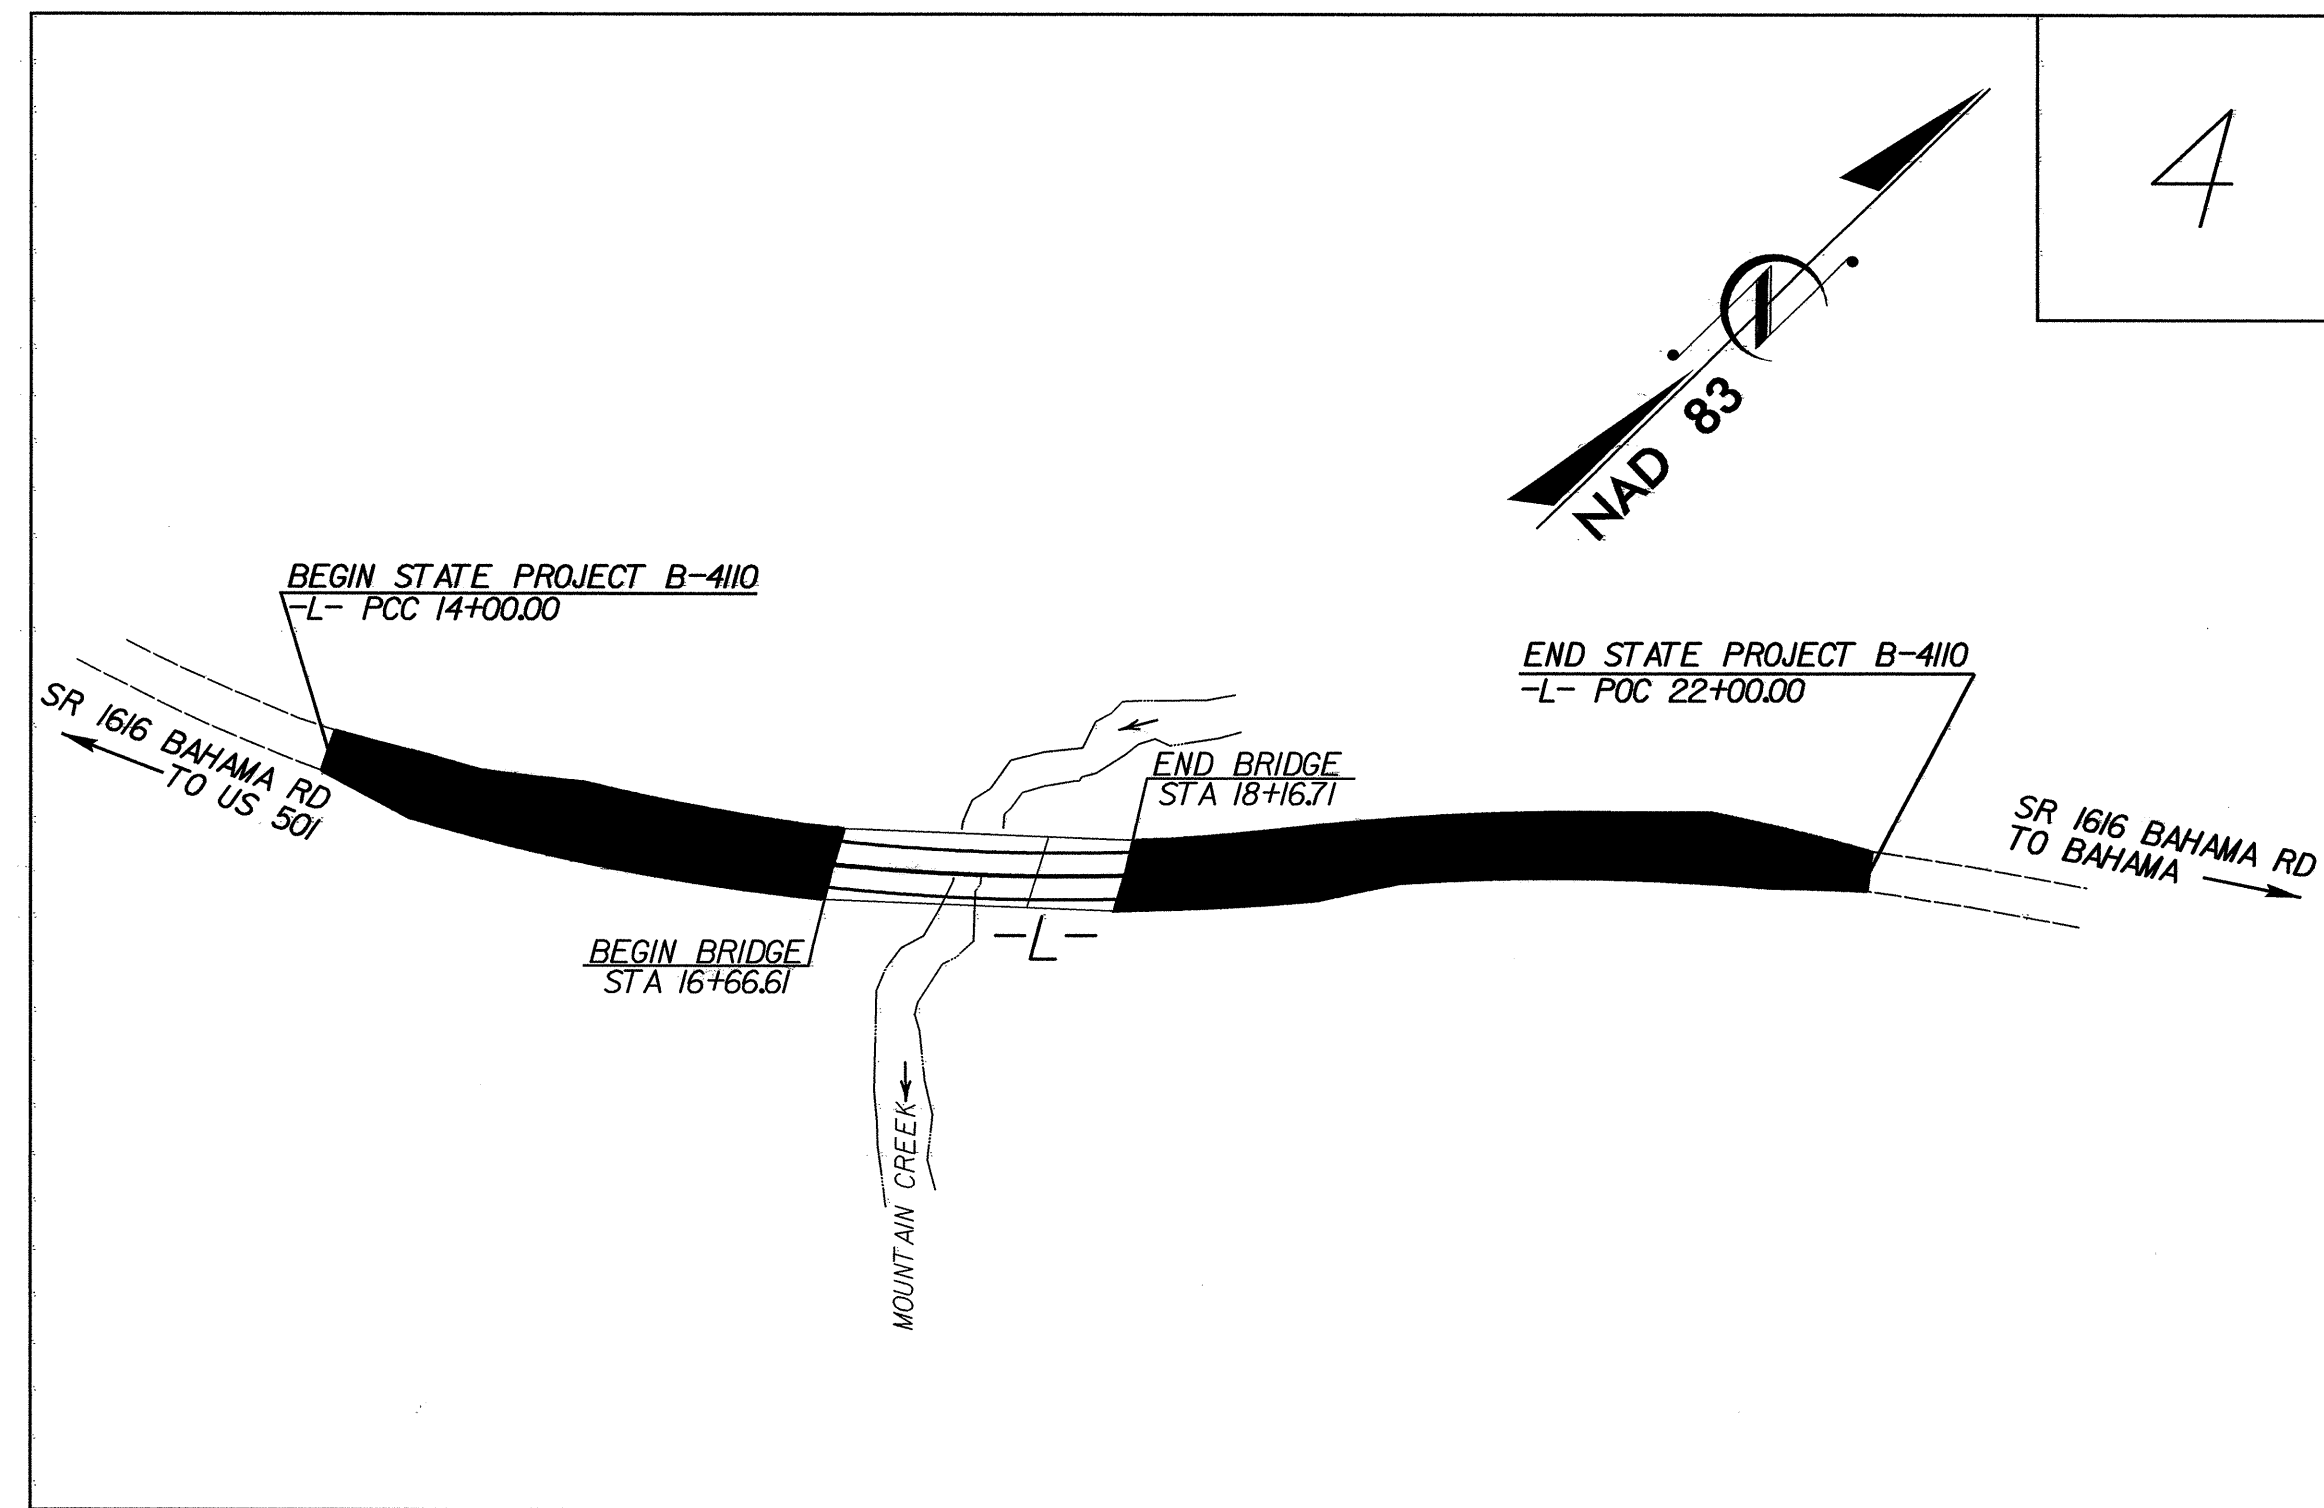 4
N
NAD 83
BEGIN STATE PROJECT B-4110
-L- PCC 14+00.00
END STATE PROJECT B-4110
-L- POC 22+00.00
SR 1616 BAHAMA RD
TO US 501
END BRIDGE
STA 18+16.71
SR 1616 BAHAMA RD
TO BAHAMA
BEGIN BRIDGE
STA 16+66.61
-L-
MOUNTAIN CREEK